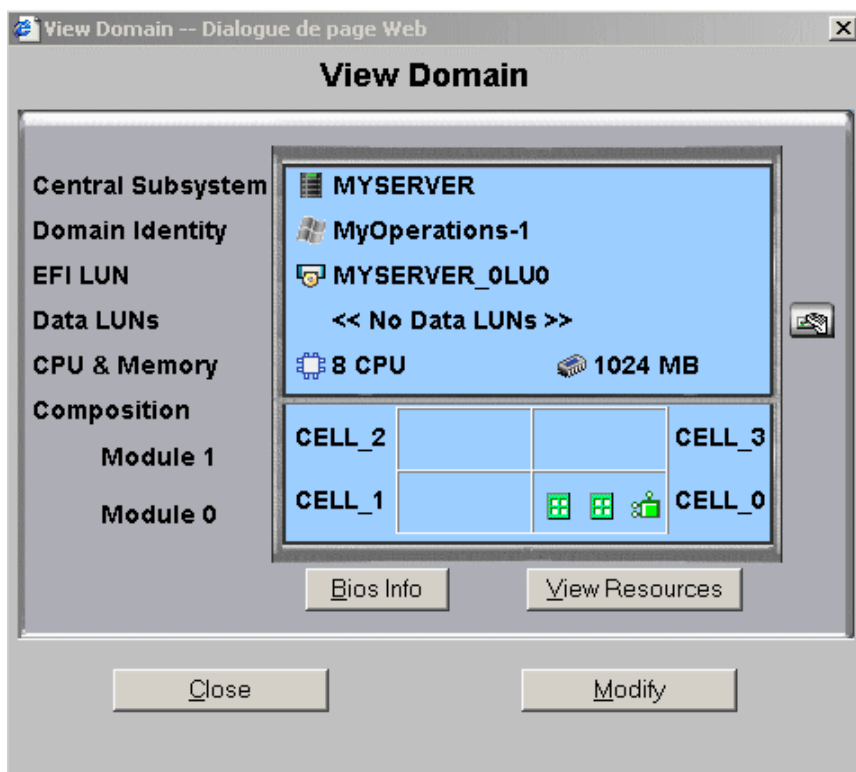 View Domain -- Dialogue de page Web
View Domain
Central Subsystem MYSERVER
Domain Identity MyOperations-1
EFI LUN MYSERVER_0LU0
Data LUNs << No Data LUNs >>
CPU & Memory 8 CPU 1024 MB
Composition
Module 1 CELL_2 CELL_3
Module 0 CELL_1 CELL_0
Bios Info View Resources
Close Modify